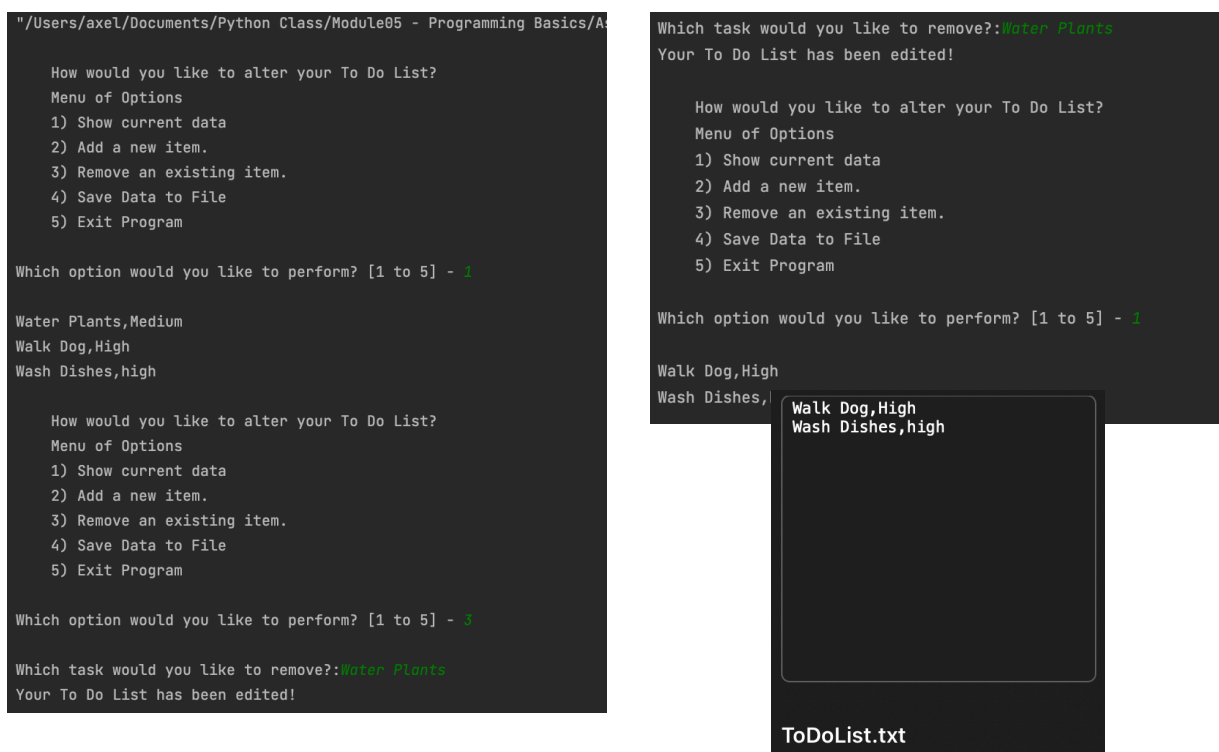 "/Users/axel/Documents/Python Class/Module05 - Programming Basics/
How would you like to alter your To Do List?
Menu of Options
1) Show current data
2) Add a new item.
3) Remove an existing item.
4) Save Data to File
5) Exit Program
Which option would you like to perform? [1 to 5] - 1
Water Plants,Medium
Walk Dog,High
Wash Dishes,high
How would you like to alter your To Do List?
Menu of Options
1) Show current data
2) Add a new item.
3) Remove an existing item.
4) Save Data to File
5) Exit Program
Which option would you like to perform? [1 to 5] - 3
Which task would you like to remove?:Water Plants
Your To Do List has been edited!
Which task would you like to remove?:Water Plants
Your To Do List has been edited!
How would you like to alter your To Do List?
Menu of Options
1) Show current data
2) Add a new item.
3) Remove an existing item.
4) Save Data to File
5) Exit Program
Which option would you like to perform? [1 to 5] - 1
Walk Dog,High
Wash Dishes,
Walk Dog,High
Wash Dishes,high
ToDoList.txt